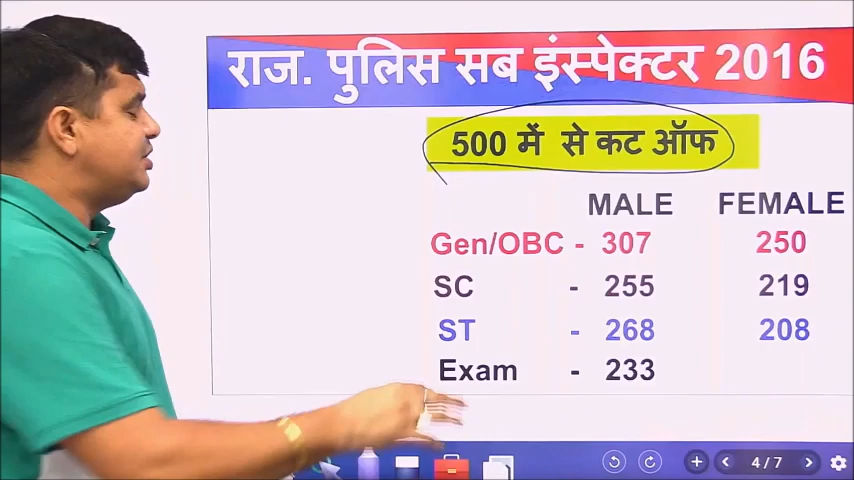 राज. पुलिस सब इंस्पेक्टर 2016
500 में से कट ऑफ
MALE FEMALE
Gen/OBC - 307 250
SC - 255 219
ST - 268 208
Exam - 233
4 / 7